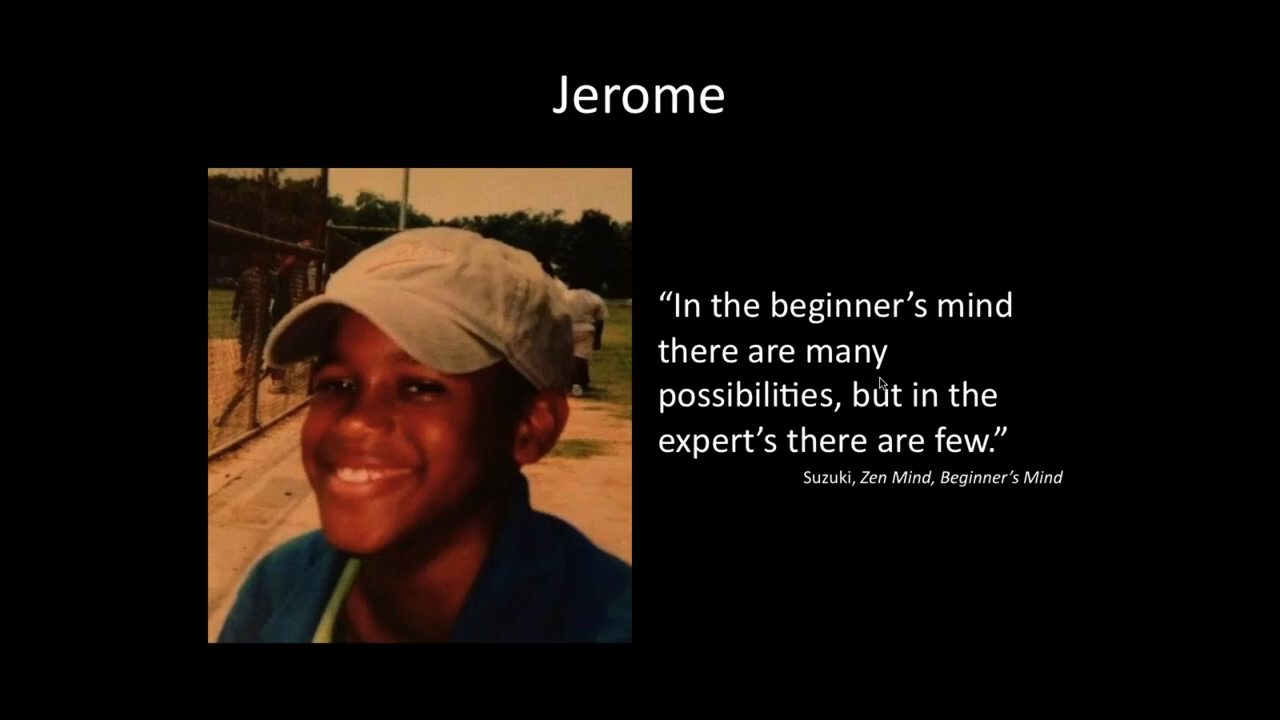 Jerome
“In the beginner’s mind
there are many
possibilities, but in the
expert’s there are few.”
Suzuki, Zen Mind, Beginner’s Mind